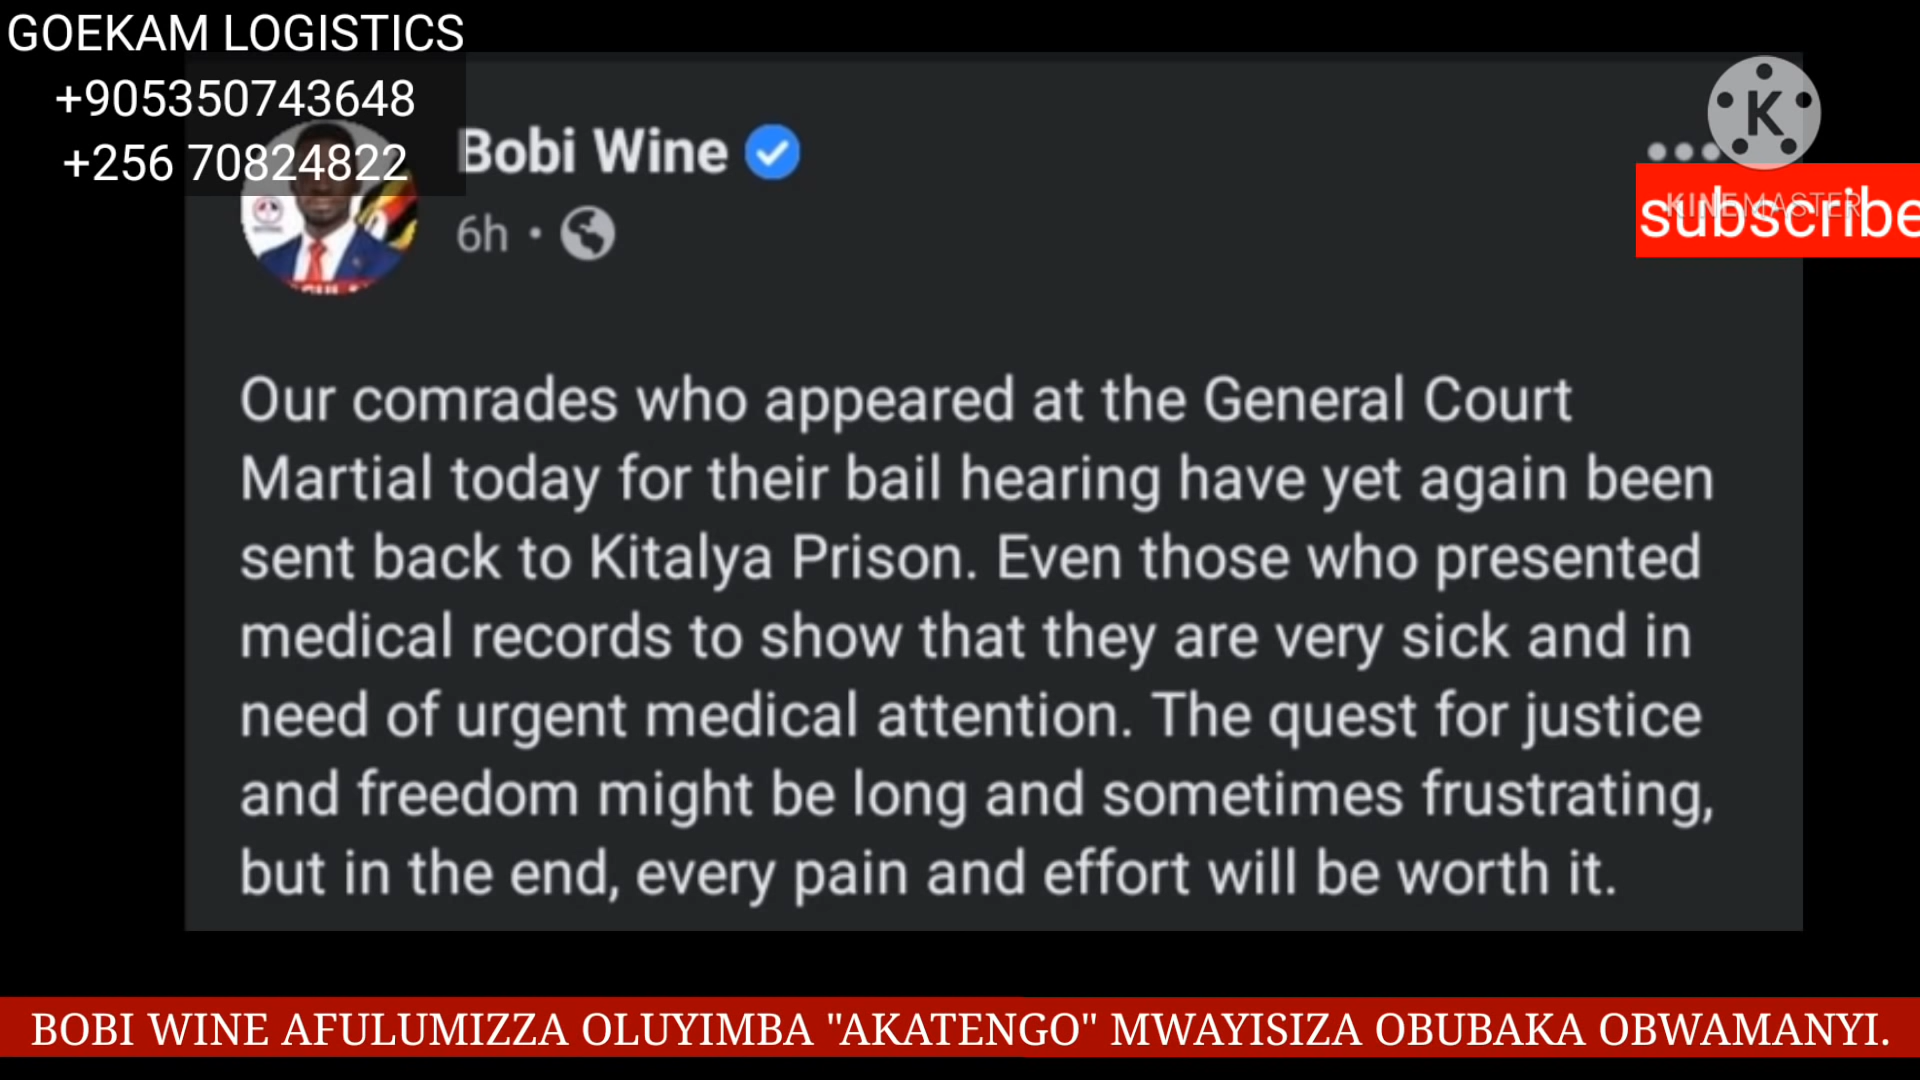 GOEKAM LOGISTICS
+905350743648
+256 70824822
Bobi Wine
6h
KINEMASTER
subscribe
Our comrades who appeared at the General Court
Martial today for their bail hearing have yet again been
sent back to Kitalya Prison. Even those who presented
medical records to show that they are very sick and in
need of urgent medical attention. The quest for justice
and freedom might be long and sometimes frustrating,
but in the end, every pain and effort will be worth it.
BOBI WINE AFULUMIZZA OLUYIMBA "AKATENGO" MWAYISIZA OBUBAKA OBWAMANYI.